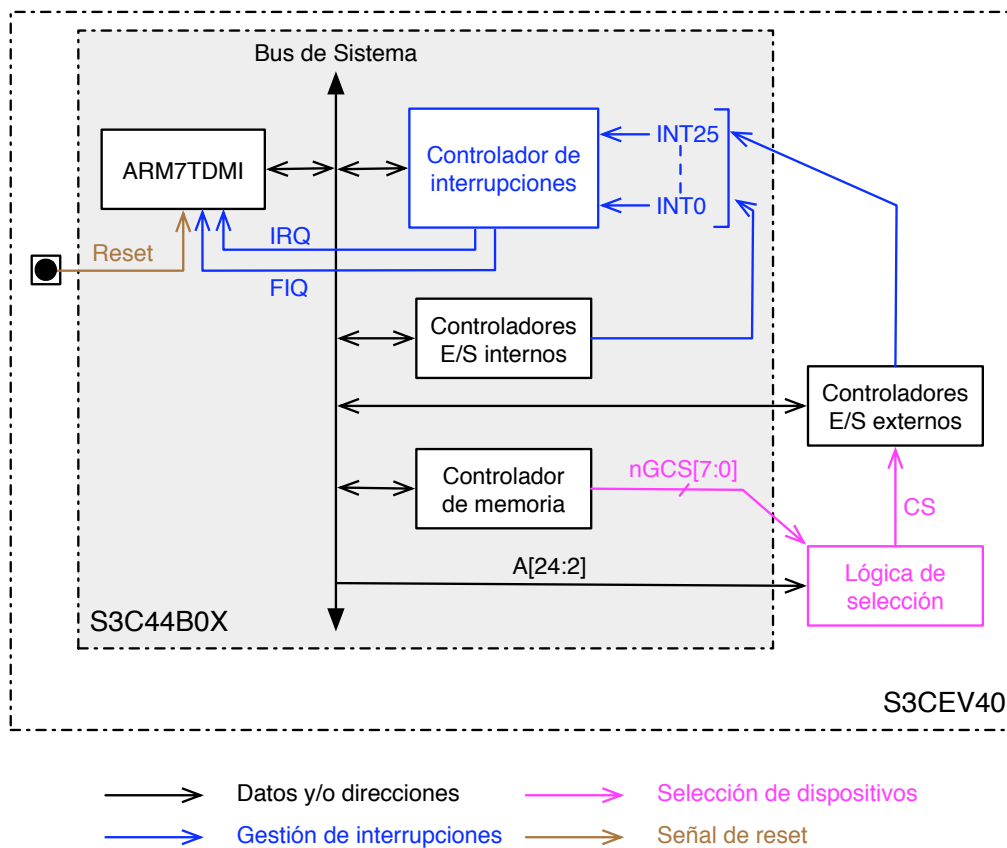 Bus de Sistema
ARM7TDMI
Controlador de
interrupciones
INT25
INT0
IRQ
FIQ
Reset
Controladores
E/S internos
Controladores
E/S externos
Controlador
de memoria
nGCS[7:0]
CS
A[24:2]
Lógica de
selección
S3C44B0X
S3CEV40
Datos y/o direcciones
Selección de dispositivos
Gestión de interrupciones
Señal de reset